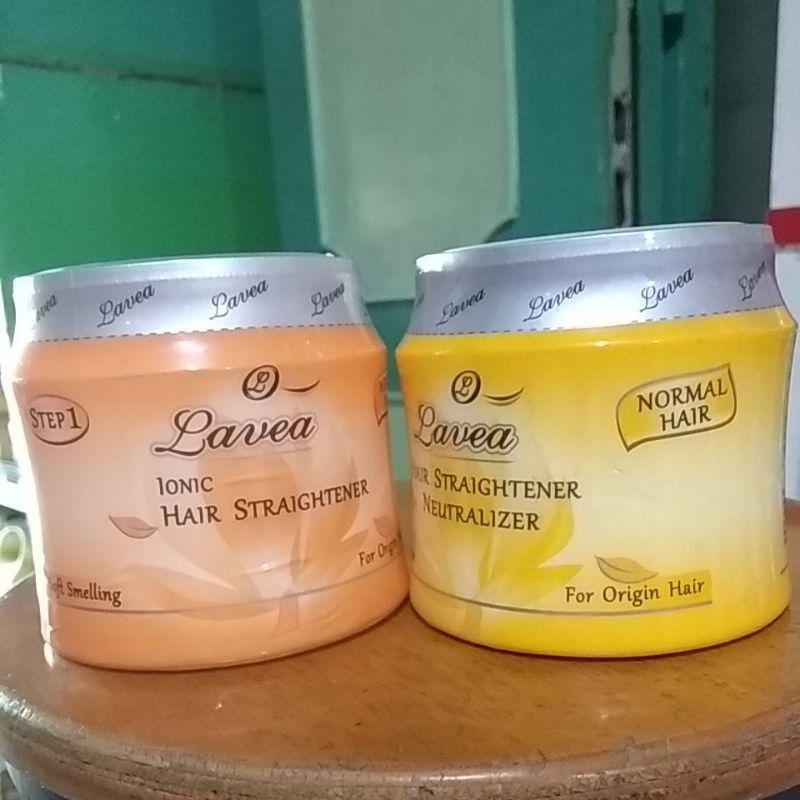 Lavea Lavea Lavea
STEP 1
Lavea
IONIC
HAIR STRAIGHTENER
For Origin
Smelling
Lavea Lavea Lavea
Lavea
NORMAL
HAIR
STRAIGHTENER
NEUTRALIZER
For Origin Hair